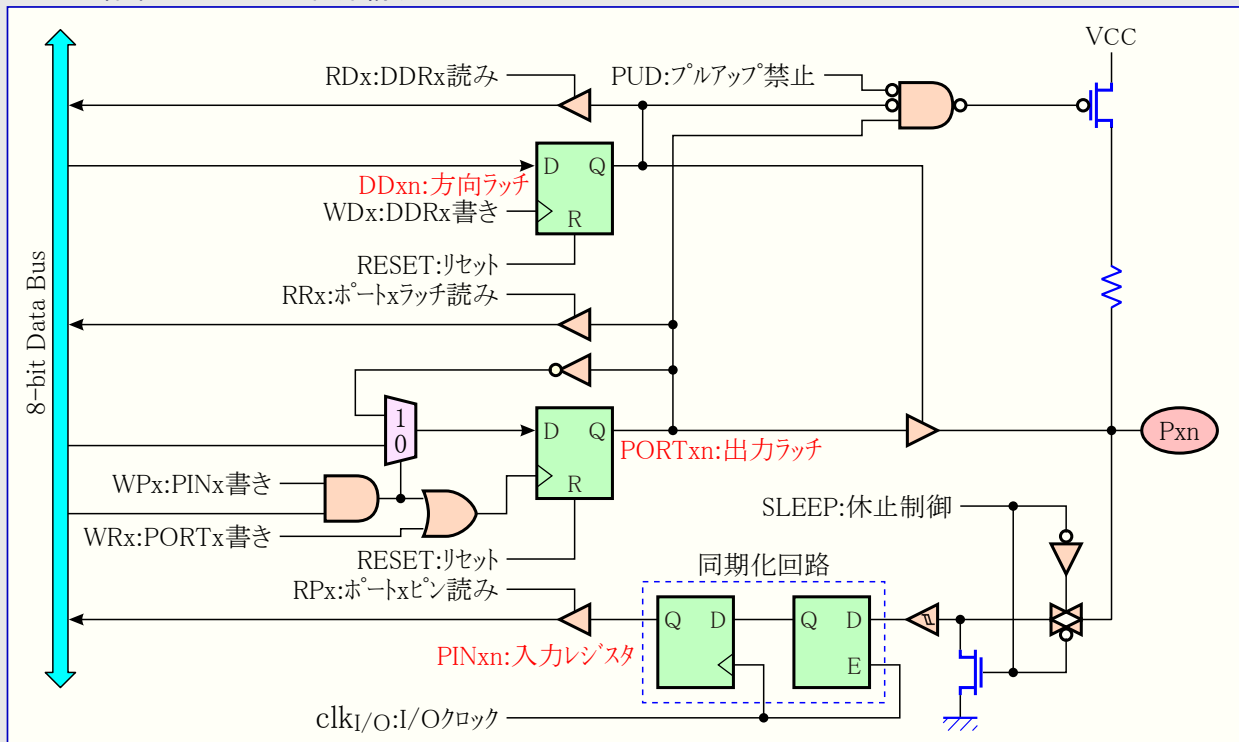 VCC
RDx:DDRx読み
PUD:プルアップ禁止
D
Q
DDxn:方向ラッチ
WDx:DDRx書き
R
RESET:リセット
RRx:ポートxラッチ読み
8-bit Data Bus
1
0
D
Q
PORTxn:出力ラッチ
Pxn
WPx:PINx書き
R
SLEEP:休止制御
WRx:PORTx書き
RESET:リセット
同期化回路
RPx:ポートxピン読み
Q
D
Q
D
PINxn:入力レジスタ
E
clkI/O:I/Oクロック